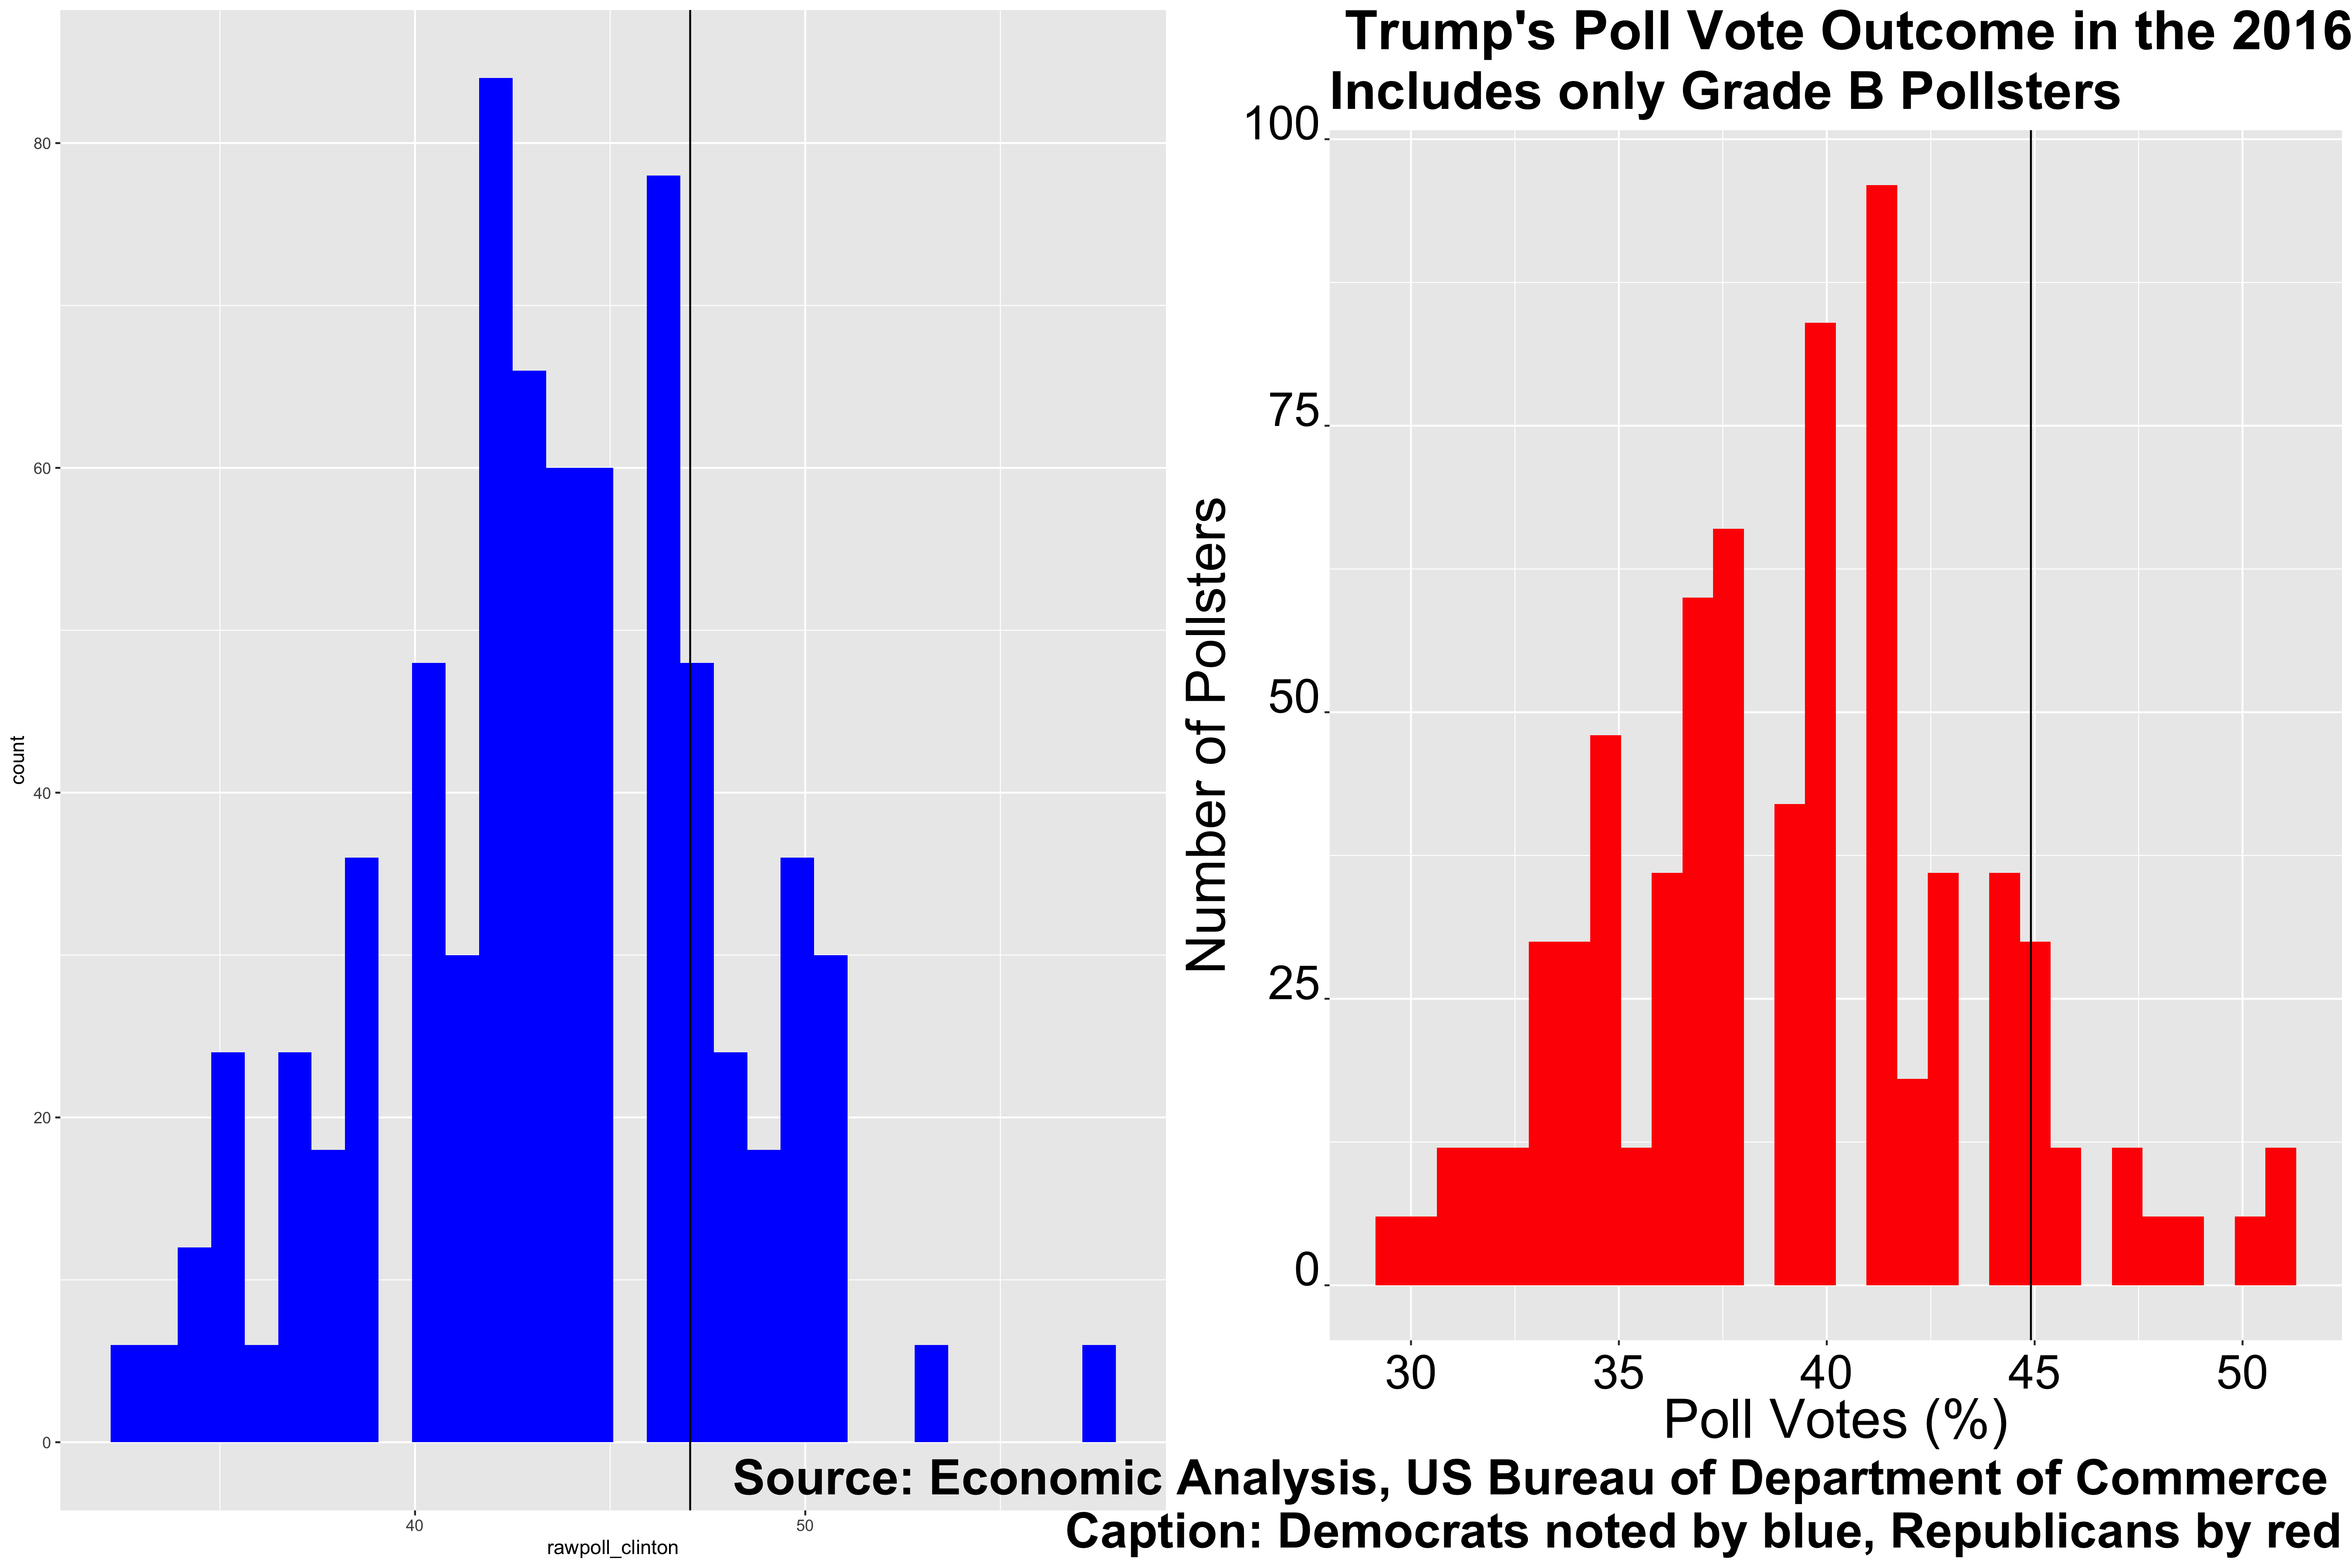 80
60
40
20
0
count
40
50
rawpoll_clinton
Trump's Poll Vote Outcome in the 2016
Includes only Grade B Pollsters
100
75
50
25
0
Number of Pollsters
30
35
40
45
50
Poll Votes (%)
Source: Economic Analysis, US Bureau of Department of Commerce
Caption: Democrats noted by blue, Republicans by red